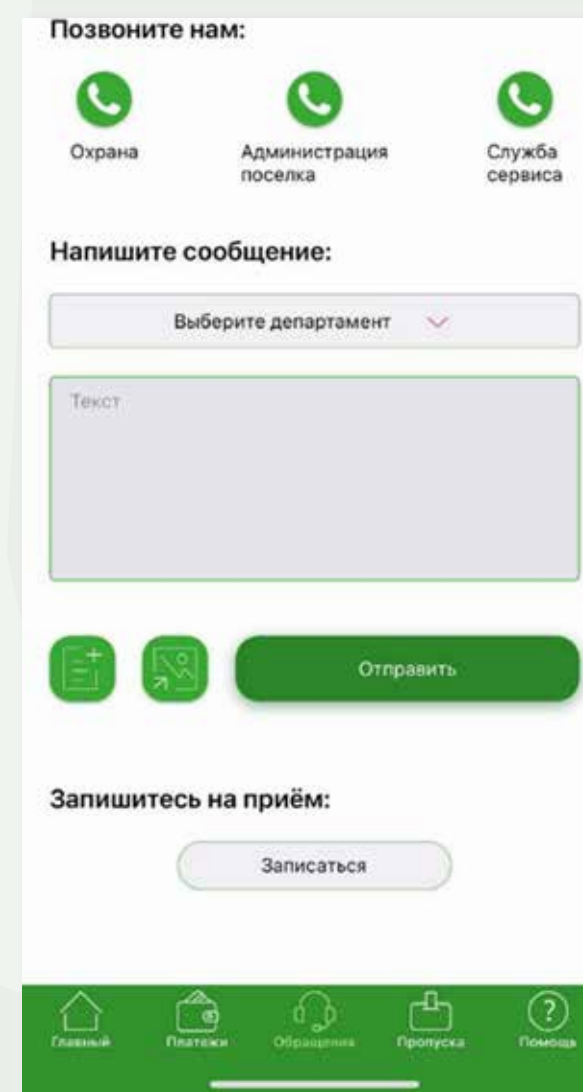 Позвоните нам:
Охрана
Администрация
поселка
Служба
сервиса
Напишите сообщение:
Выберите департамент
Текст
Отправить
Запишитесь на приём:
Записаться
Главный
Платежи
Обращения
Пропуска
Помощь